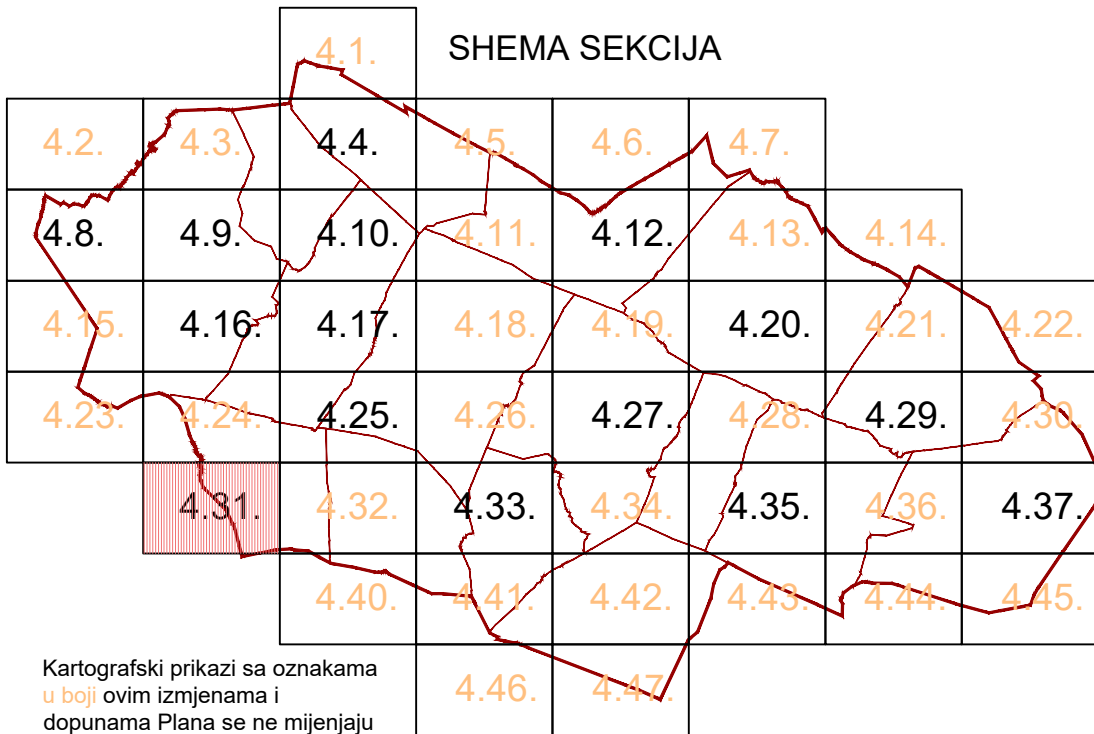 4.1. SHEMA SEKCIJA
4.2. 4.3. 4.4. 4.5. 4.6. 4.7.
4.8. 4.9. 4.10. 4.11. 4.12. 4.13. 4.14.
4.15. 4.16. 4.17. 4.18. 4.19. 4.20. 4.21. 4.22.
4.23. 4.24. 4.25. 4.26. 4.27. 4.28. 4.29. 4.30.
4.31. 4.32. 4.33. 4.34. 4.35. 4.36. 4.37.
4.40. 4.41. 4.42. 4.43. 4.44. 4.45.
4.46. 4.47.
Kartografski prikazi sa oznakama
u boji ovim izmjenama i
dopunama Plana se ne mijenjaju